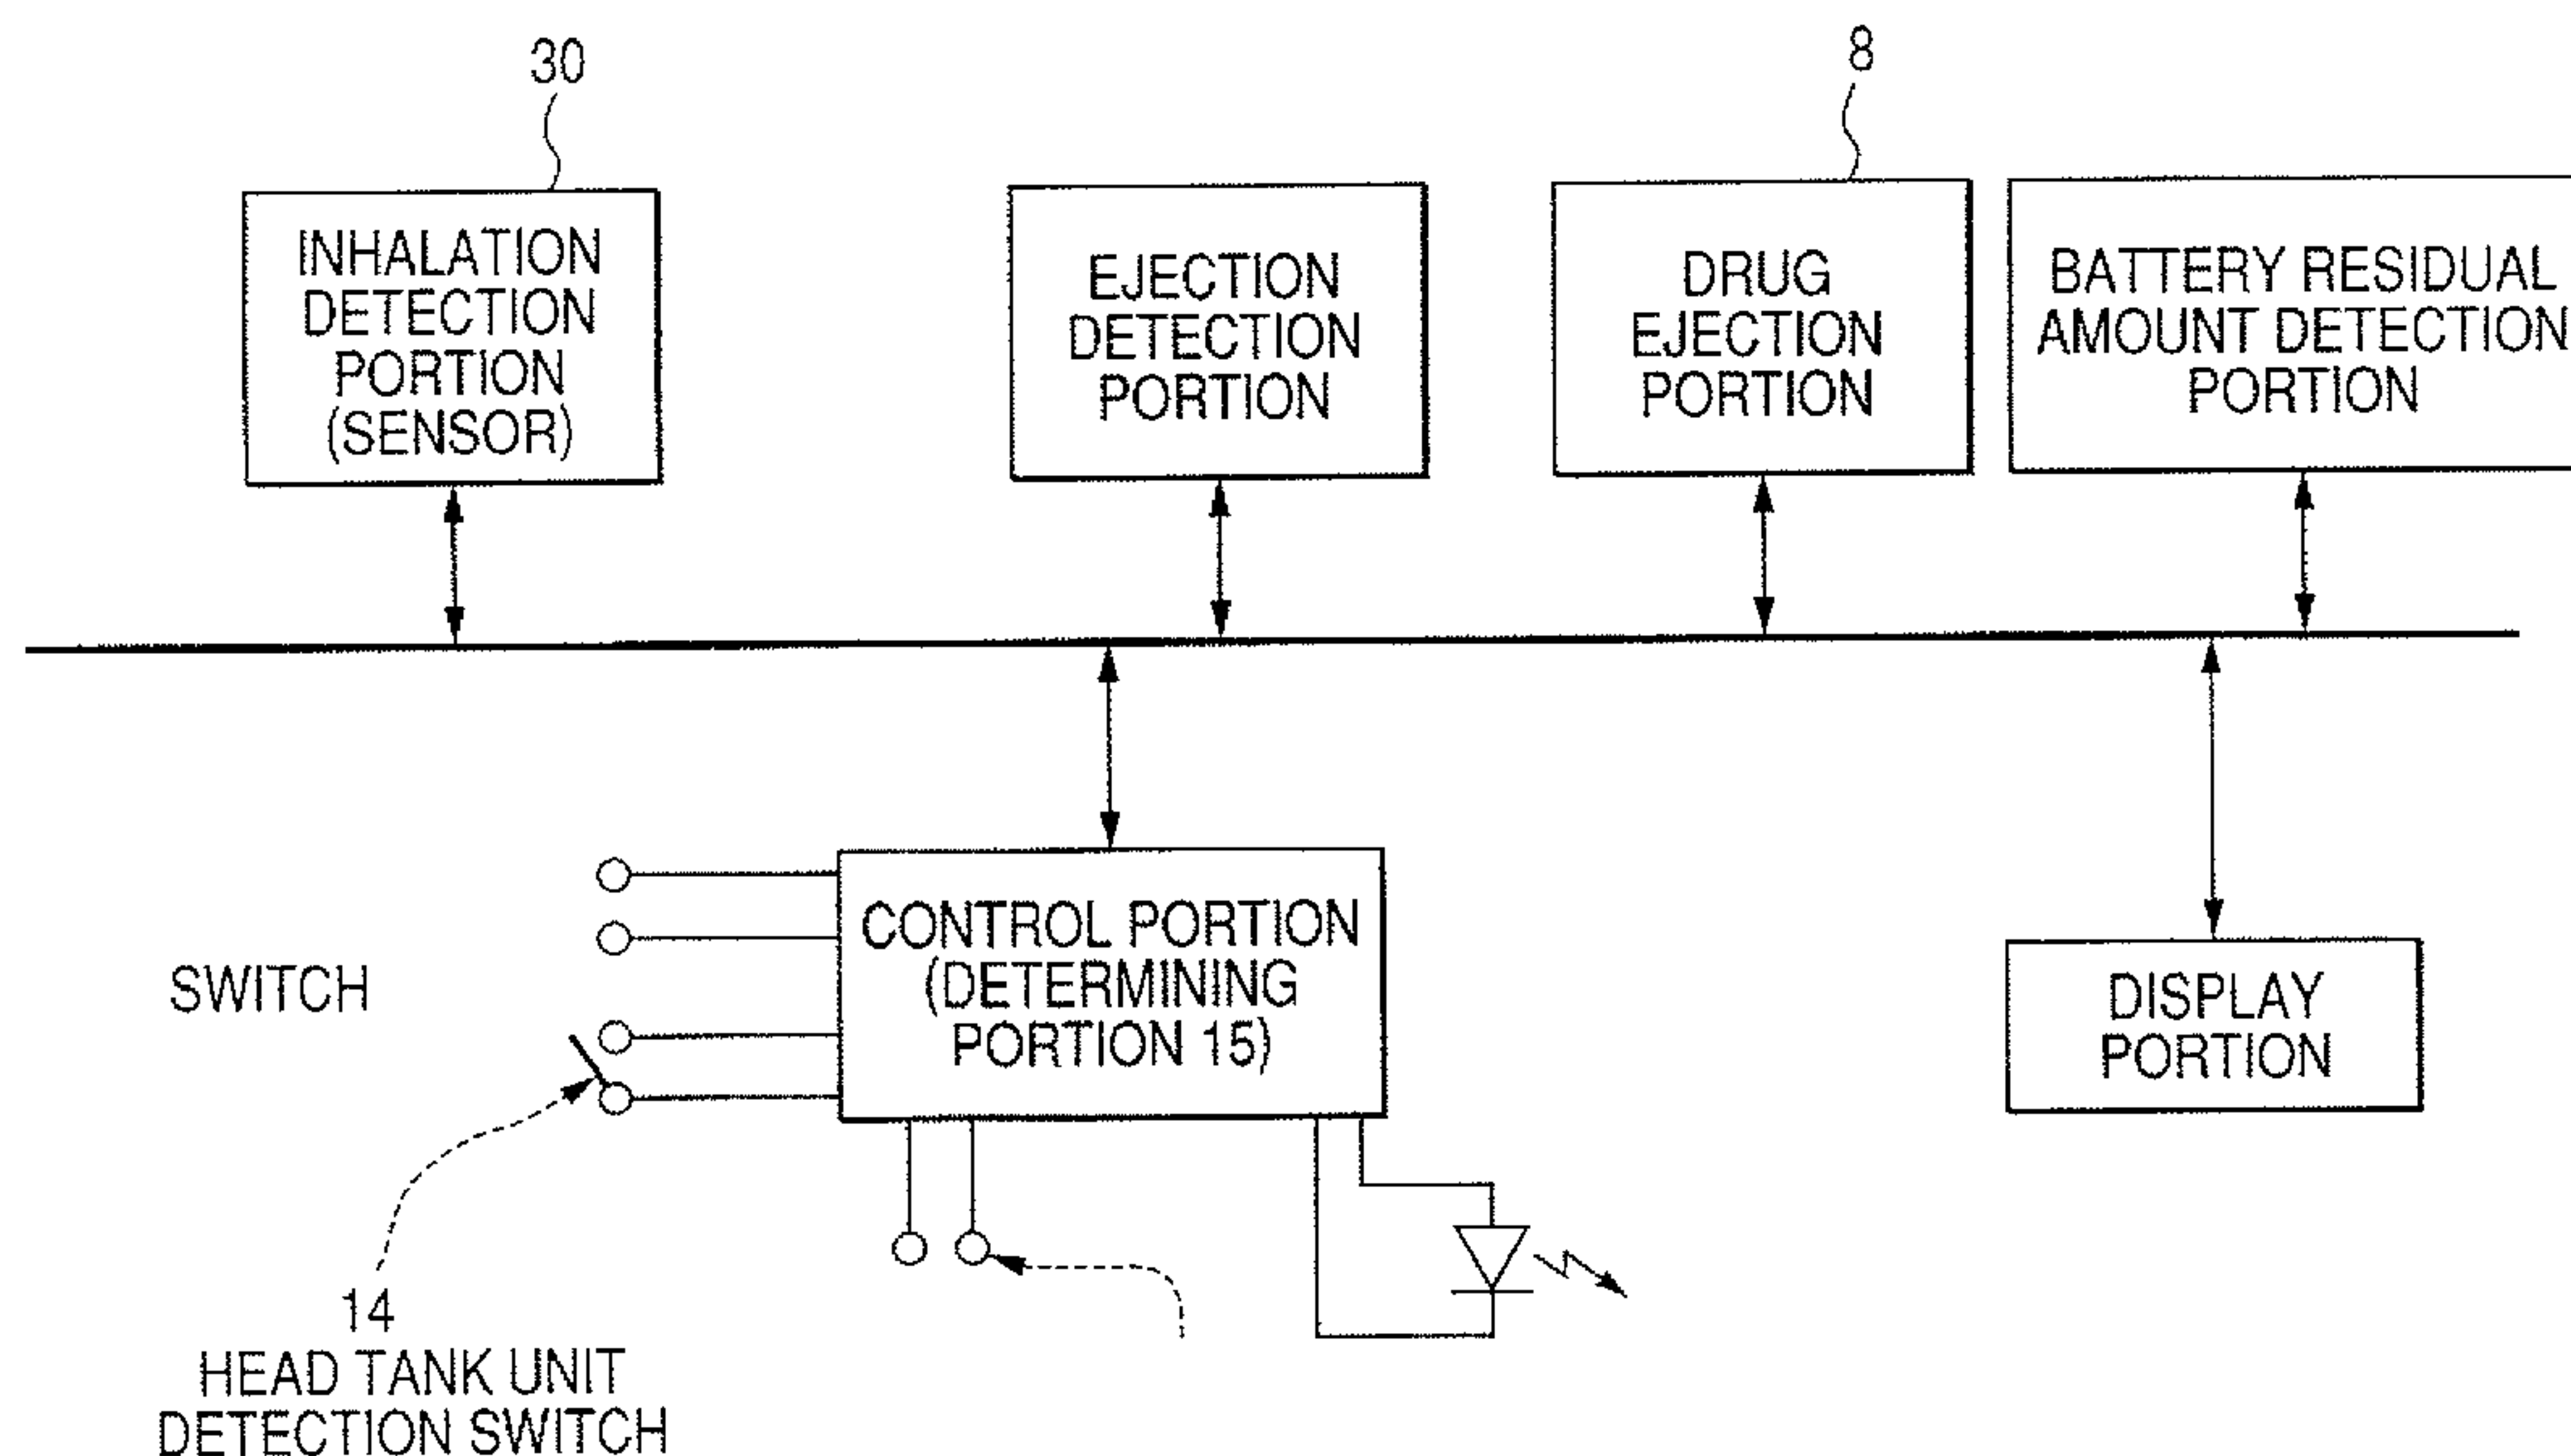 30
8
INHALATION
DETECTION
PORTION
(SENSOR)
EJECTION
DETECTION
PORTION
DRUG
EJECTION
PORTION
BATTERY RESIDUAL
AMOUNT DETECTION
PORTION
SWITCH
CONTROL PORTION
(DETERMINING
PORTION 15)
DISPLAY
PORTION
14
HEAD TANK UNIT
DETECTION SWITCH